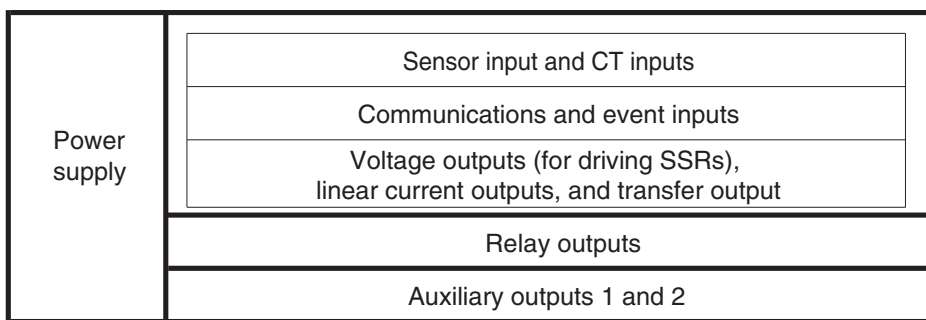 Power
supply
Sensor input and CT inputs
Communications and event inputs
Voltage outputs (for driving SSRs),
linear current outputs, and transfer output
Relay outputs
Auxiliary outputs 1 and 2